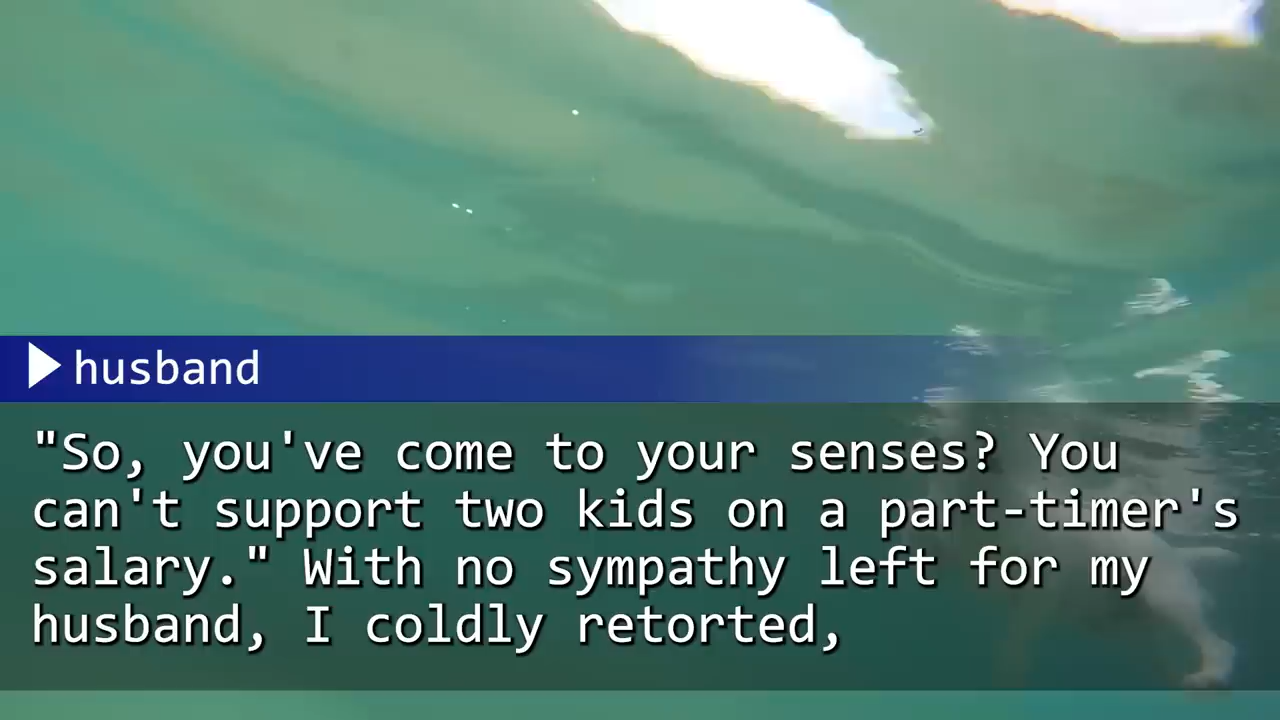 husband
"So, you've come to your senses? You
can't support two kids on a part-timer's
salary." With no sympathy left for my
husband, I coldly retorted,